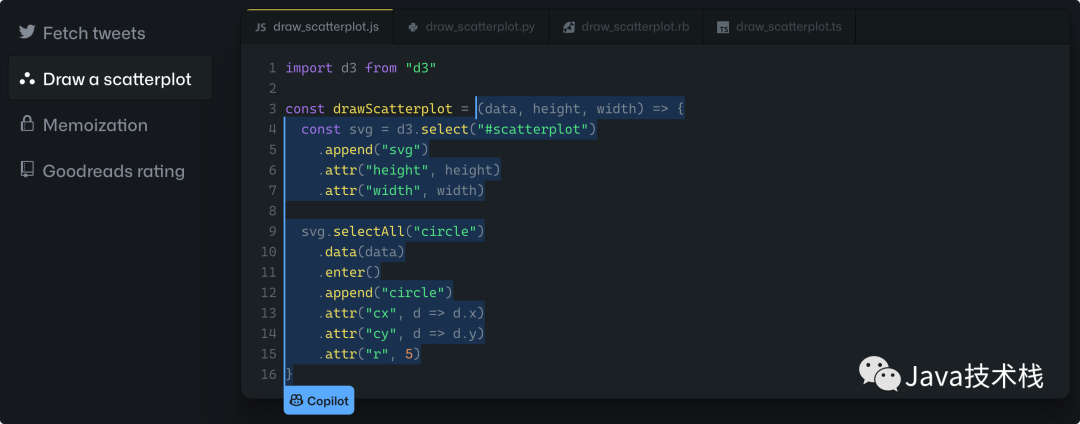 Fetch tweets
Draw a scatterplot
Memoization
Goodreads rating
JS draw_scatterplot.js
draw_scatterplot.py
draw_scatterplot.rb
TS draw_scatterplot.ts
1 import d3 from "d3"
2
3 const drawScatterplot = (data, height, width) => {
4   const svg = d3.select("#scatterplot")
5     .append("svg")
6     .attr("height", height)
7     .attr("width", width)
8
9   svg.selectAll("circle")
10     .data(data)
11     .enter()
12     .append("circle")
13     .attr("cx", d => d.x)
14     .attr("cy", d => d.y)
15     .attr("r", 5)
16 }
Copilot
Java技术栈